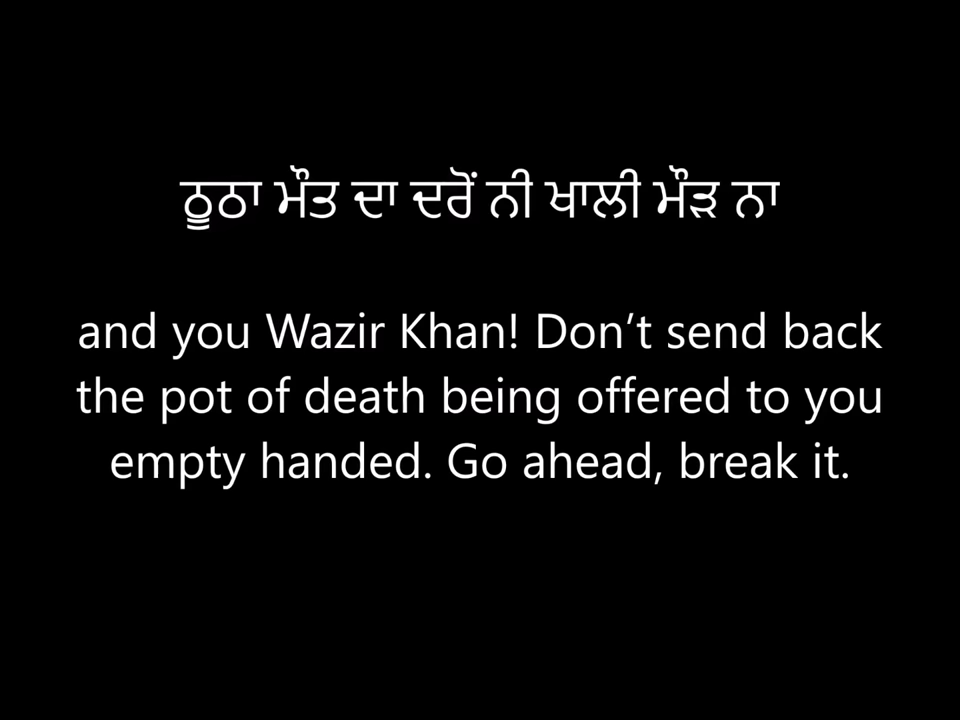 ਠੂਠਾ ਮੌਤ ਦਾ ਦਰੋਂ ਨੀ ਖਾਲੀ ਮੌੜ ਨਾ
and you Wazir Khan! Don’t send back
the pot of death being offered to you
empty handed. Go ahead, break it.